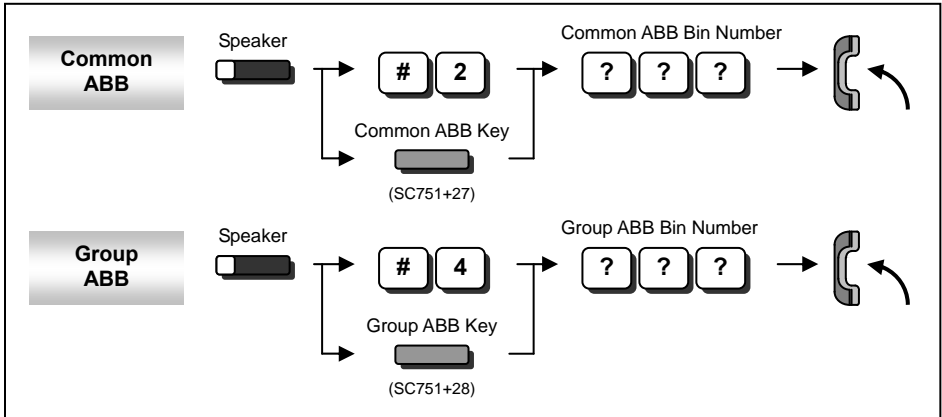 Common
ABB
Speaker
# 2
Common ABB Bin Number
? ? ?
Common ABB Key
(SC751+27)
Group
ABB
Speaker
# 4
Group ABB Bin Number
? ? ?
Group ABB Key
(SC751+28)